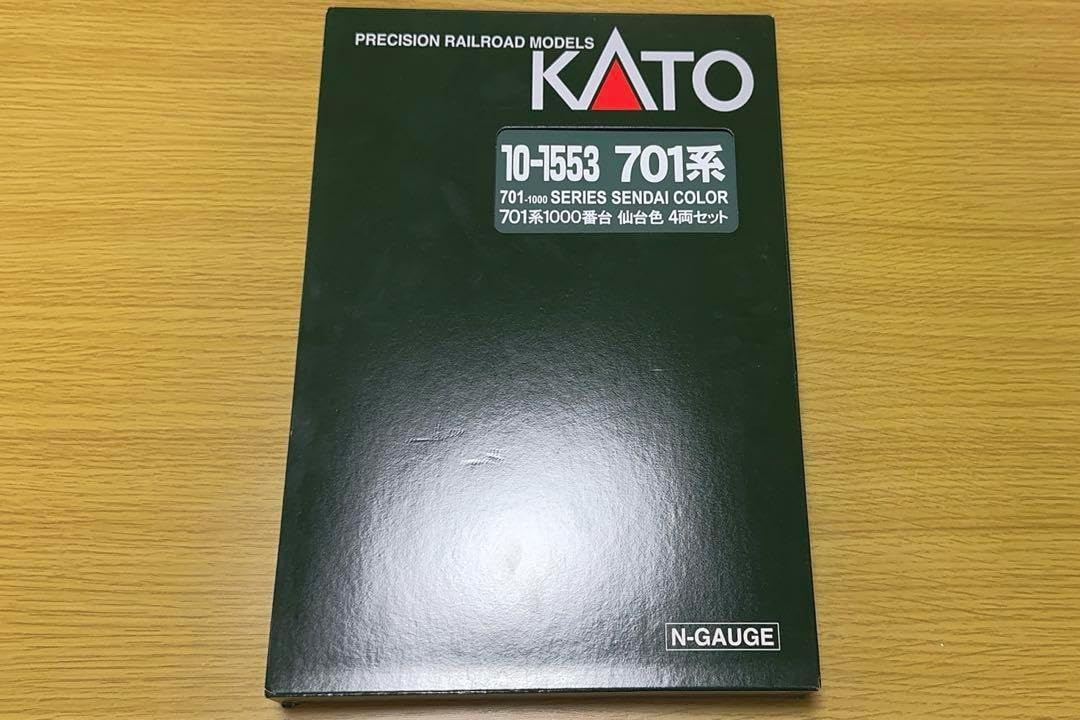 PRECISION RAILROAD MODELS
KATO
10-1553 701系
701-1000 SERIES SENDAI COLOR
701系1000番台 仙台色 4両セット
N-GAUGE